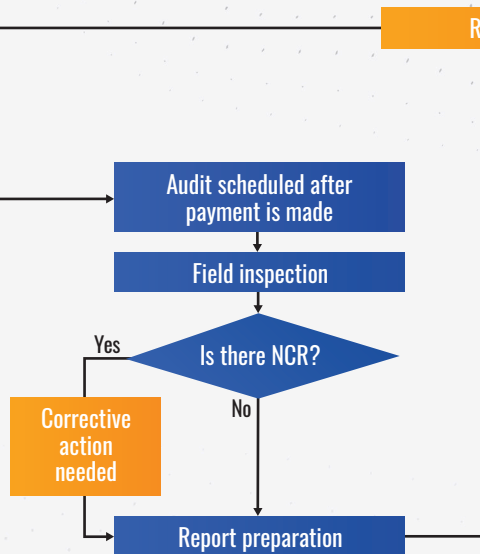 R
Audit scheduled after
payment is made
Field inspection
Is there NCR?
Yes
No
Corrective
action
needed
Report preparation